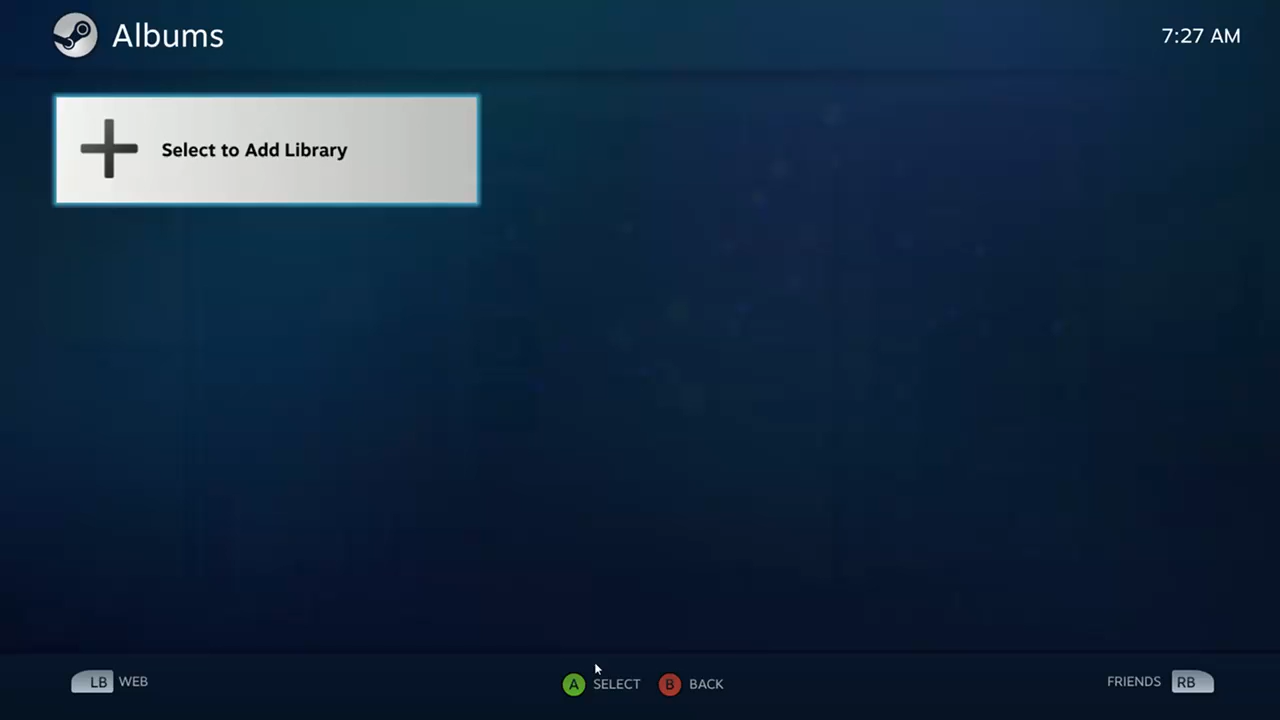 Albums
7:27 AM
Select to Add Library
LB WEB
A SELECT B BACK
FRIENDS RB